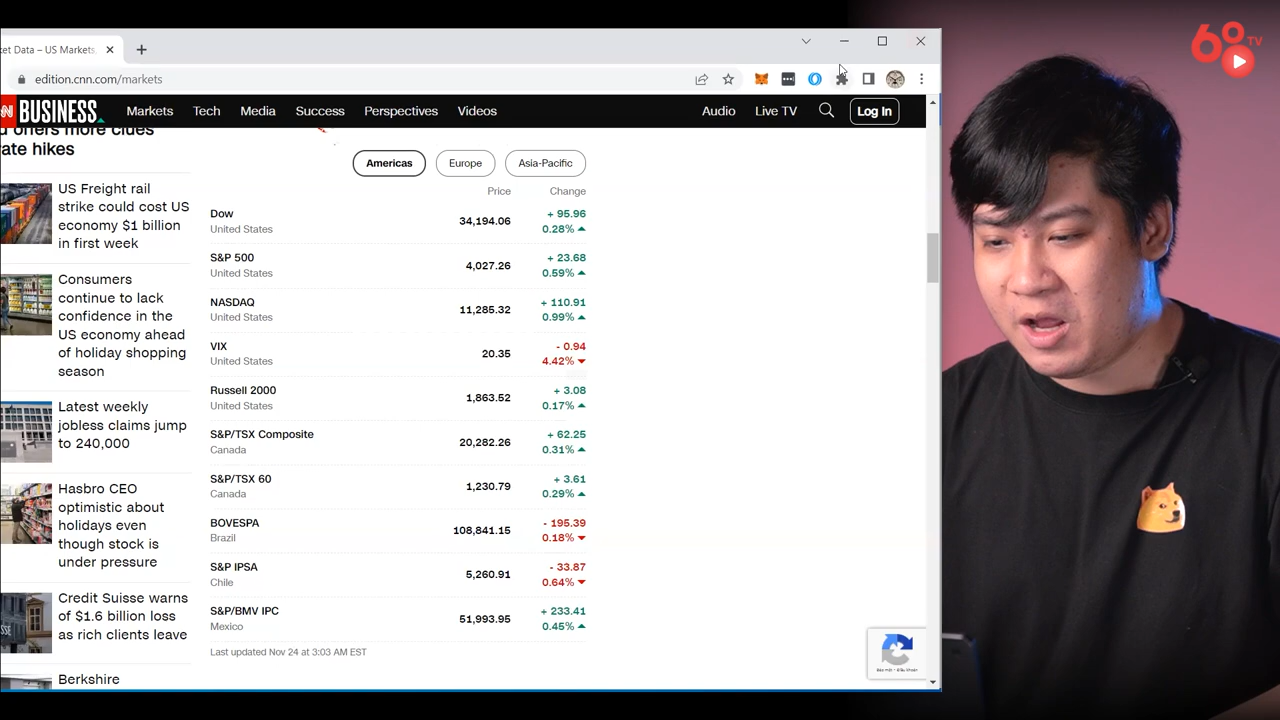 60 TV
ket Data – US Markets,
edition.cnn.com/markets
N BUSINESS
Markets
Tech
Media
Success
Perspectives
Videos
Audio
Live TV
Log In
d offers more clues
rate hikes
US Freight rail
strike could cost US
economy $1 billion
in first week
Consumers
continue to lack
confidence in the
US economy ahead
of holiday shopping
season
Latest weekly
jobless claims jump
to 240,000
Hasbro CEO
optimistic about
holidays even
though stock is
under pressure
Credit Suisse warns
of $1.6 billion loss
as rich clients leave
Berkshire
Americas
Europe
Asia-Pacific
Price Change
Dow 34,194.06 + 95.96
United States 0.28%
S&P 500 4,027.26 + 23.68
United States 0.59%
NASDAQ 11,285.32 + 110.91
United States 0.99%
VIX 20.35 - 0.94
United States 4.42%
Russell 2000 1,863.52 + 3.08
United States 0.17%
S&P/TSX Composite 20,282.26 + 62.25
Canada 0.31%
S&P/TSX 60 1,230.79 + 3.61
Canada 0.29%
BOVESPA 108,841.15 - 195.39
Brazil 0.18%
S&P IPSA 5,260.91 - 33.87
Chile 0.64%
S&P/BMV IPC 51,993.95 + 233.41
Mexico 0.45%
Last updated Nov 24 at 3:03 AM EST